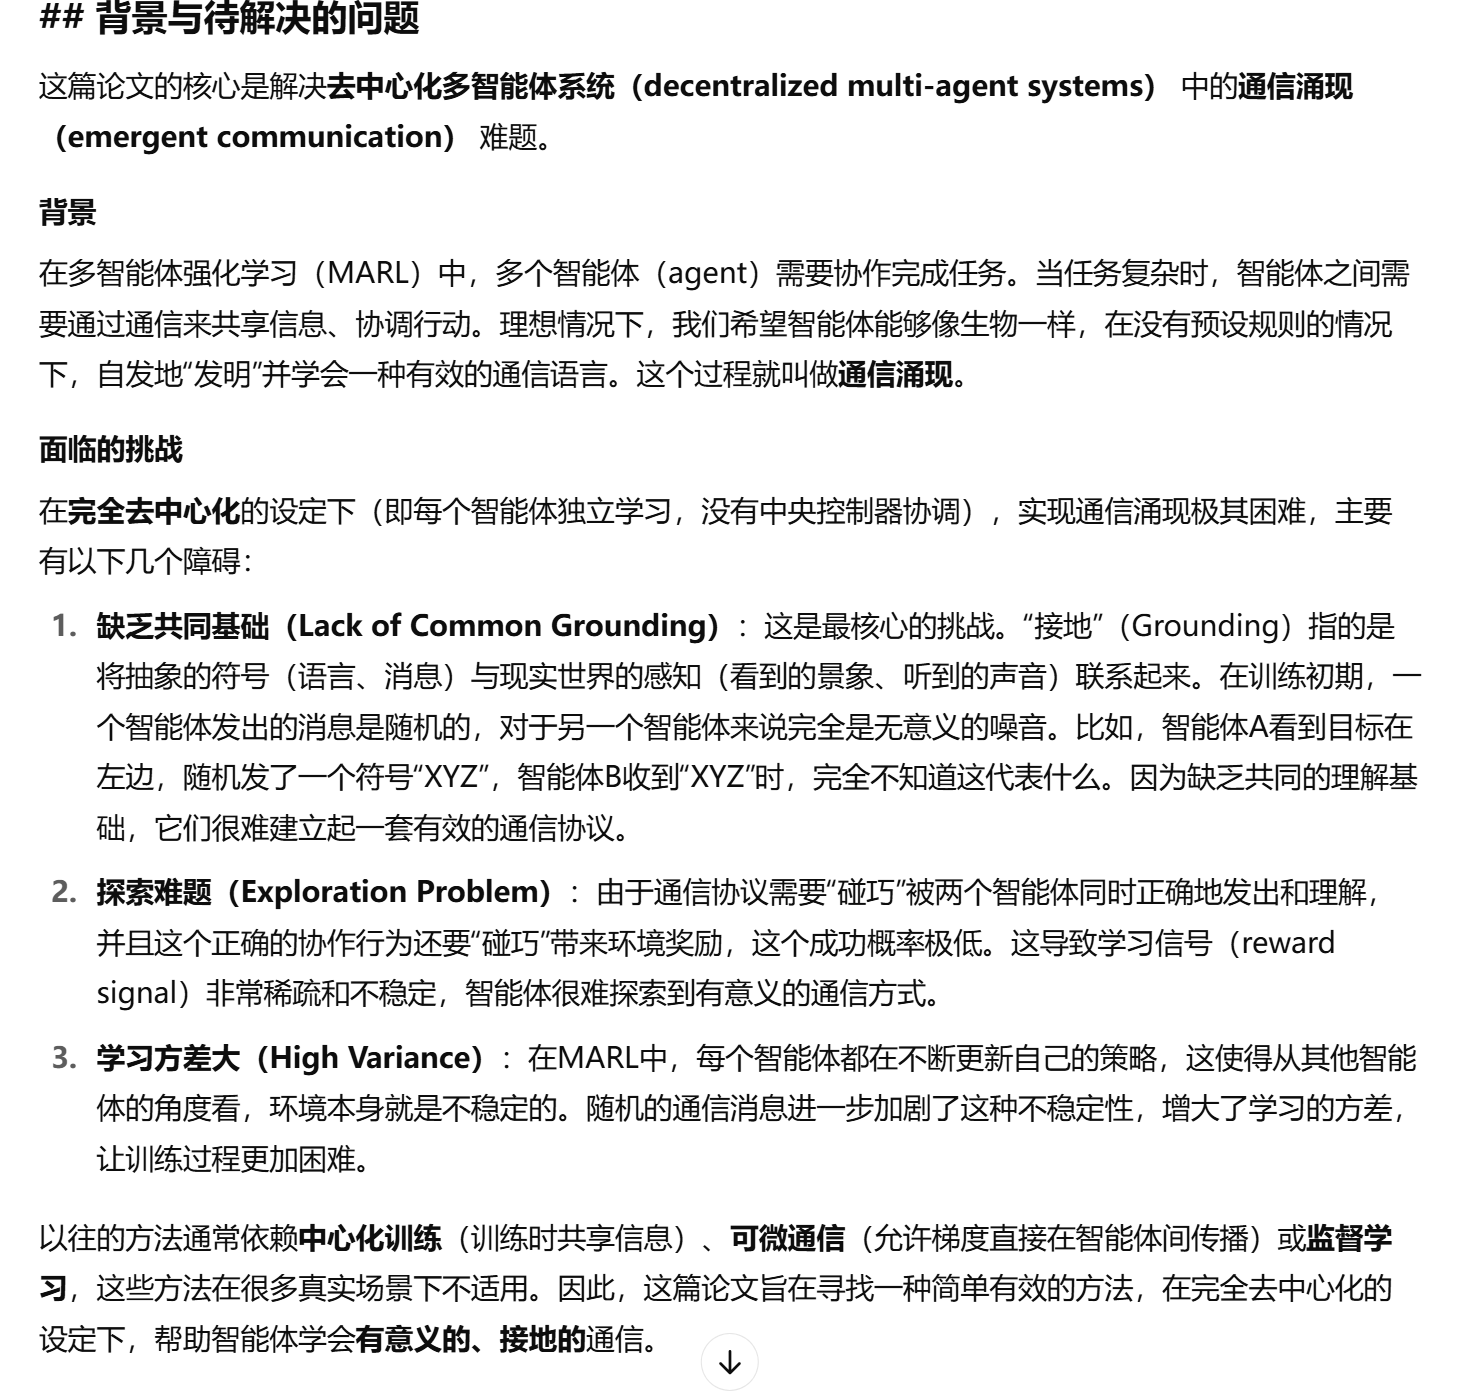 ## 背景与待解决的问题
这篇论文的核心是解决去中心化多智能体系统（decentralized multi-agent systems） 中的通信涌现
（emergent communication） 难题。
背景
在多智能体强化学习（MARL）中，多个智能体（agent）需要协作完成任务。当任务复杂时，智能体之间需
要通过通信来共享信息、协调行动。理想情况下，我们希望智能体能够像生物一样，在没有预设规则的情况
下，自发地“发明”并学会一种有效的通信语言。这个过程就叫做通信涌现。
面临的挑战
在完全去中心化的设定下（即每个智能体独立学习，没有中央控制器协调），实现通信涌现极其困难，主要
有以下几个障碍：
1. 缺乏共同基础（Lack of Common Grounding）：这是最核心的挑战。“接地”（Grounding）指的是
将抽象的符号（语言、消息）与现实世界的感知（看到的景象、听到的声音）联系起来。在训练初期，一
个智能体发出的消息是随机的，对于另一个智能体来说完全是无意义的噪音。比如，智能体A看到目标在
左边，随机发了一个符号“XYZ”，智能体B收到“XYZ”时，完全不知道这代表什么。因为缺乏共同的理解基
础，它们很难建立起一套有效的通信协议。
2. 探索难题（Exploration Problem）：由于通信协议需要“碰巧”被两个智能体同时正确地发出和理解，
并且这个正确的协作行为还要“碰巧”带来环境奖励，这个成功概率极低。这导致学习信号（reward
signal）非常稀疏和不稳定，智能体很难探索到有意义的通信方式。
3. 学习方差大（High Variance）：在MARL中，每个智能体都在不断更新自己的策略，这使得从其他智能
体的角度看，环境本身就是不稳定的。随机的通信消息进一步加剧了这种不稳定性，增大了学习的方差，
让训练过程更加困难。
以往的方法通常依赖中心化训练（训练时共享信息）、可微通信（允许梯度直接在智能体间传播）或监督学
习，这些方法在很多真实场景下不适用。因此，这篇论文旨在寻找一种简单有效的方法，在完全去中心化的
设定下，帮助智能体学会有意义的、接地的通信。